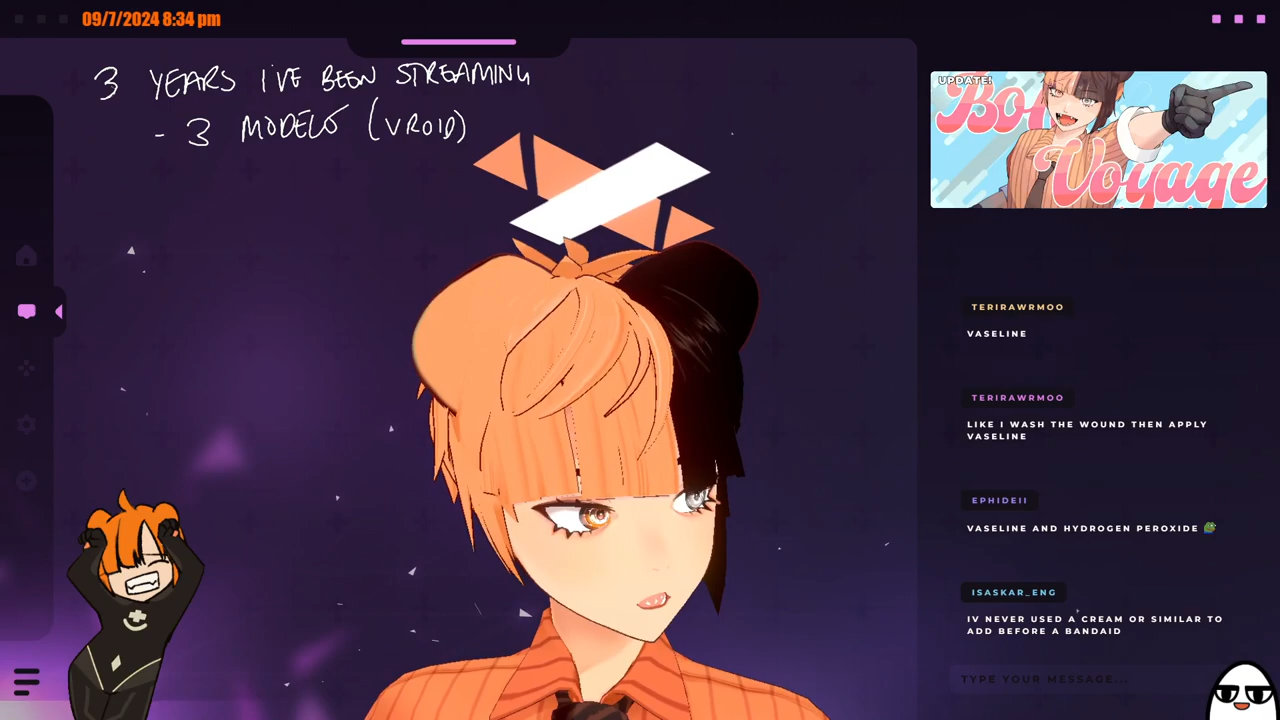 09/7/2024 8:34 pm
3 YEARS I'VE BEEN STREAMING
- 3 MODELS (VROID)
UPDATE!
Bon
Voyage
TERIRAWRMOO
VASELINE
TERIRAWRMOO
LIKE I WASH THE WOUND THEN APPLY
VASELINE
EPHIDEII
VASELINE AND HYDROGEN PEROXIDE
ISASKAR_ENG
IV NEVER USED A CREAM OR SIMILAR TO
ADD BEFORE A BANDAID
TYPE YOUR MESSAGE...